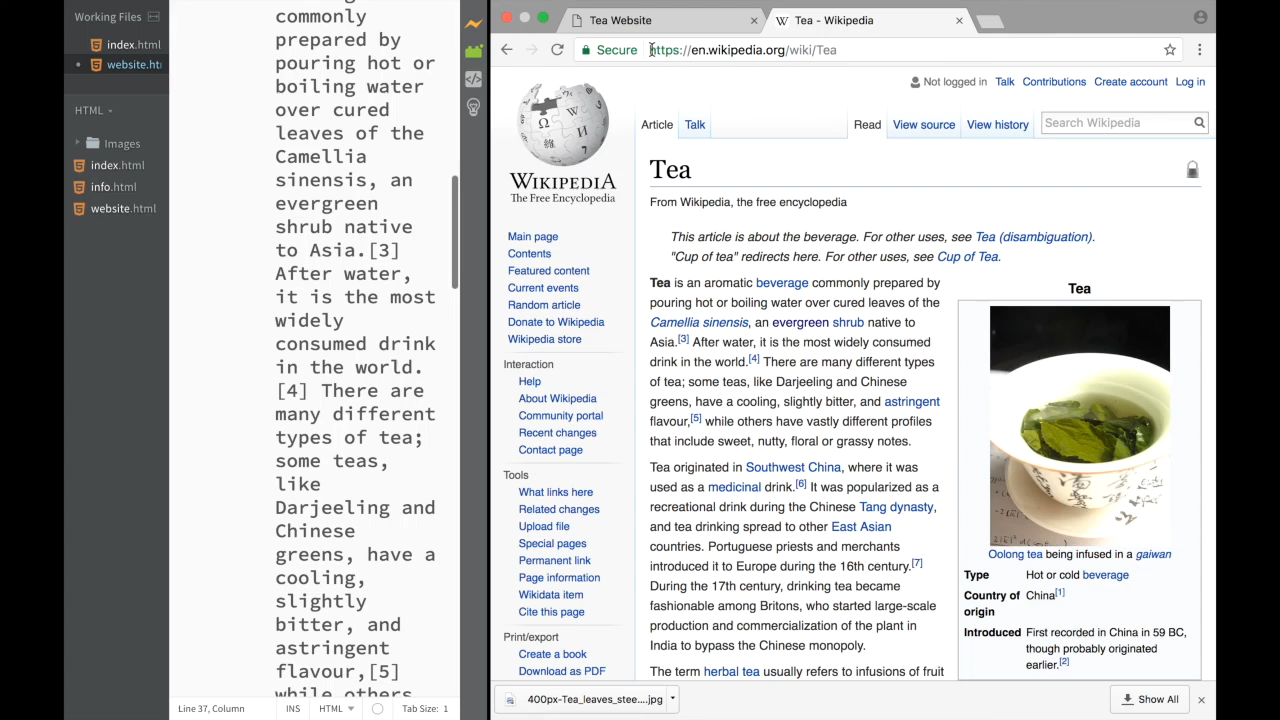 Working Files
index.html
website.ht
HTML
Images
index.html
info.html
website.html
commonly
prepared by
pouring hot or
boiling water
over cured
leaves of the
Camellia
sinensis, an
evergreen
shrub native
to Asia.[3]
After water,
it is the most
widely
consumed drink
in the world.
[4] There are
many different
types of tea;
some teas,
like
Darjeeling and
Chinese
greens, have a
cooling,
slightly
bitter, and
astringent
flavour,[5]
while others
Line 37, Column
INS
HTML
Tab Size: 1
Tea Website
Tea - Wikipedia
Secure
https://en.wikipedia.org/wiki/Tea
Not logged in Talk Contributions Create account Log in
WIKIPEDIA
The Free Encyclopedia
Article Talk Read View source View history Search Wikipedia
Main page
Contents
Featured content
Current events
Random article
Donate to Wikipedia
Wikipedia store
Interaction
Help
About Wikipedia
Community portal
Recent changes
Contact page
Tools
What links here
Related changes
Upload file
Special pages
Permanent link
Page information
Wikidata item
Cite this page
Print/export
Create a book
Download as PDF
Tea
From Wikipedia, the free encyclopedia
This article is about the beverage. For other uses, see Tea (disambiguation).
"Cup of tea" redirects here. For other uses, see Cup of Tea.
Tea is an aromatic beverage commonly prepared by
pouring hot or boiling water over cured leaves of the
Camellia sinensis, an evergreen shrub native to
Asia.[3] After water, it is the most widely consumed
drink in the world.[4] There are many different types
of tea; some teas, like Darjeeling and Chinese
greens, have a cooling, slightly bitter, and astringent
flavour,[5] while others have vastly different profiles
that include sweet, nutty, floral or grassy notes.
Tea originated in Southwest China, where it was
used as a medicinal drink.[6] It was popularized as a
recreational drink during the Chinese Tang dynasty,
and tea drinking spread to other East Asian
countries. Portuguese priests and merchants
introduced it to Europe during the 16th century.[7]
During the 17th century, drinking tea became
fashionable among Britons, who started large-scale
production and commercialization of the plant in
India to bypass the Chinese monopoly.
The term herbal tea usually refers to infusions of fruit
Tea
Oolong tea being infused in a gaiwan
Type Hot or cold beverage
Country of origin China[1]
Introduced First recorded in China in 59 BC,
though probably originated
earlier.[2]
400px-Tea_leaves_stee....jpg
Show All